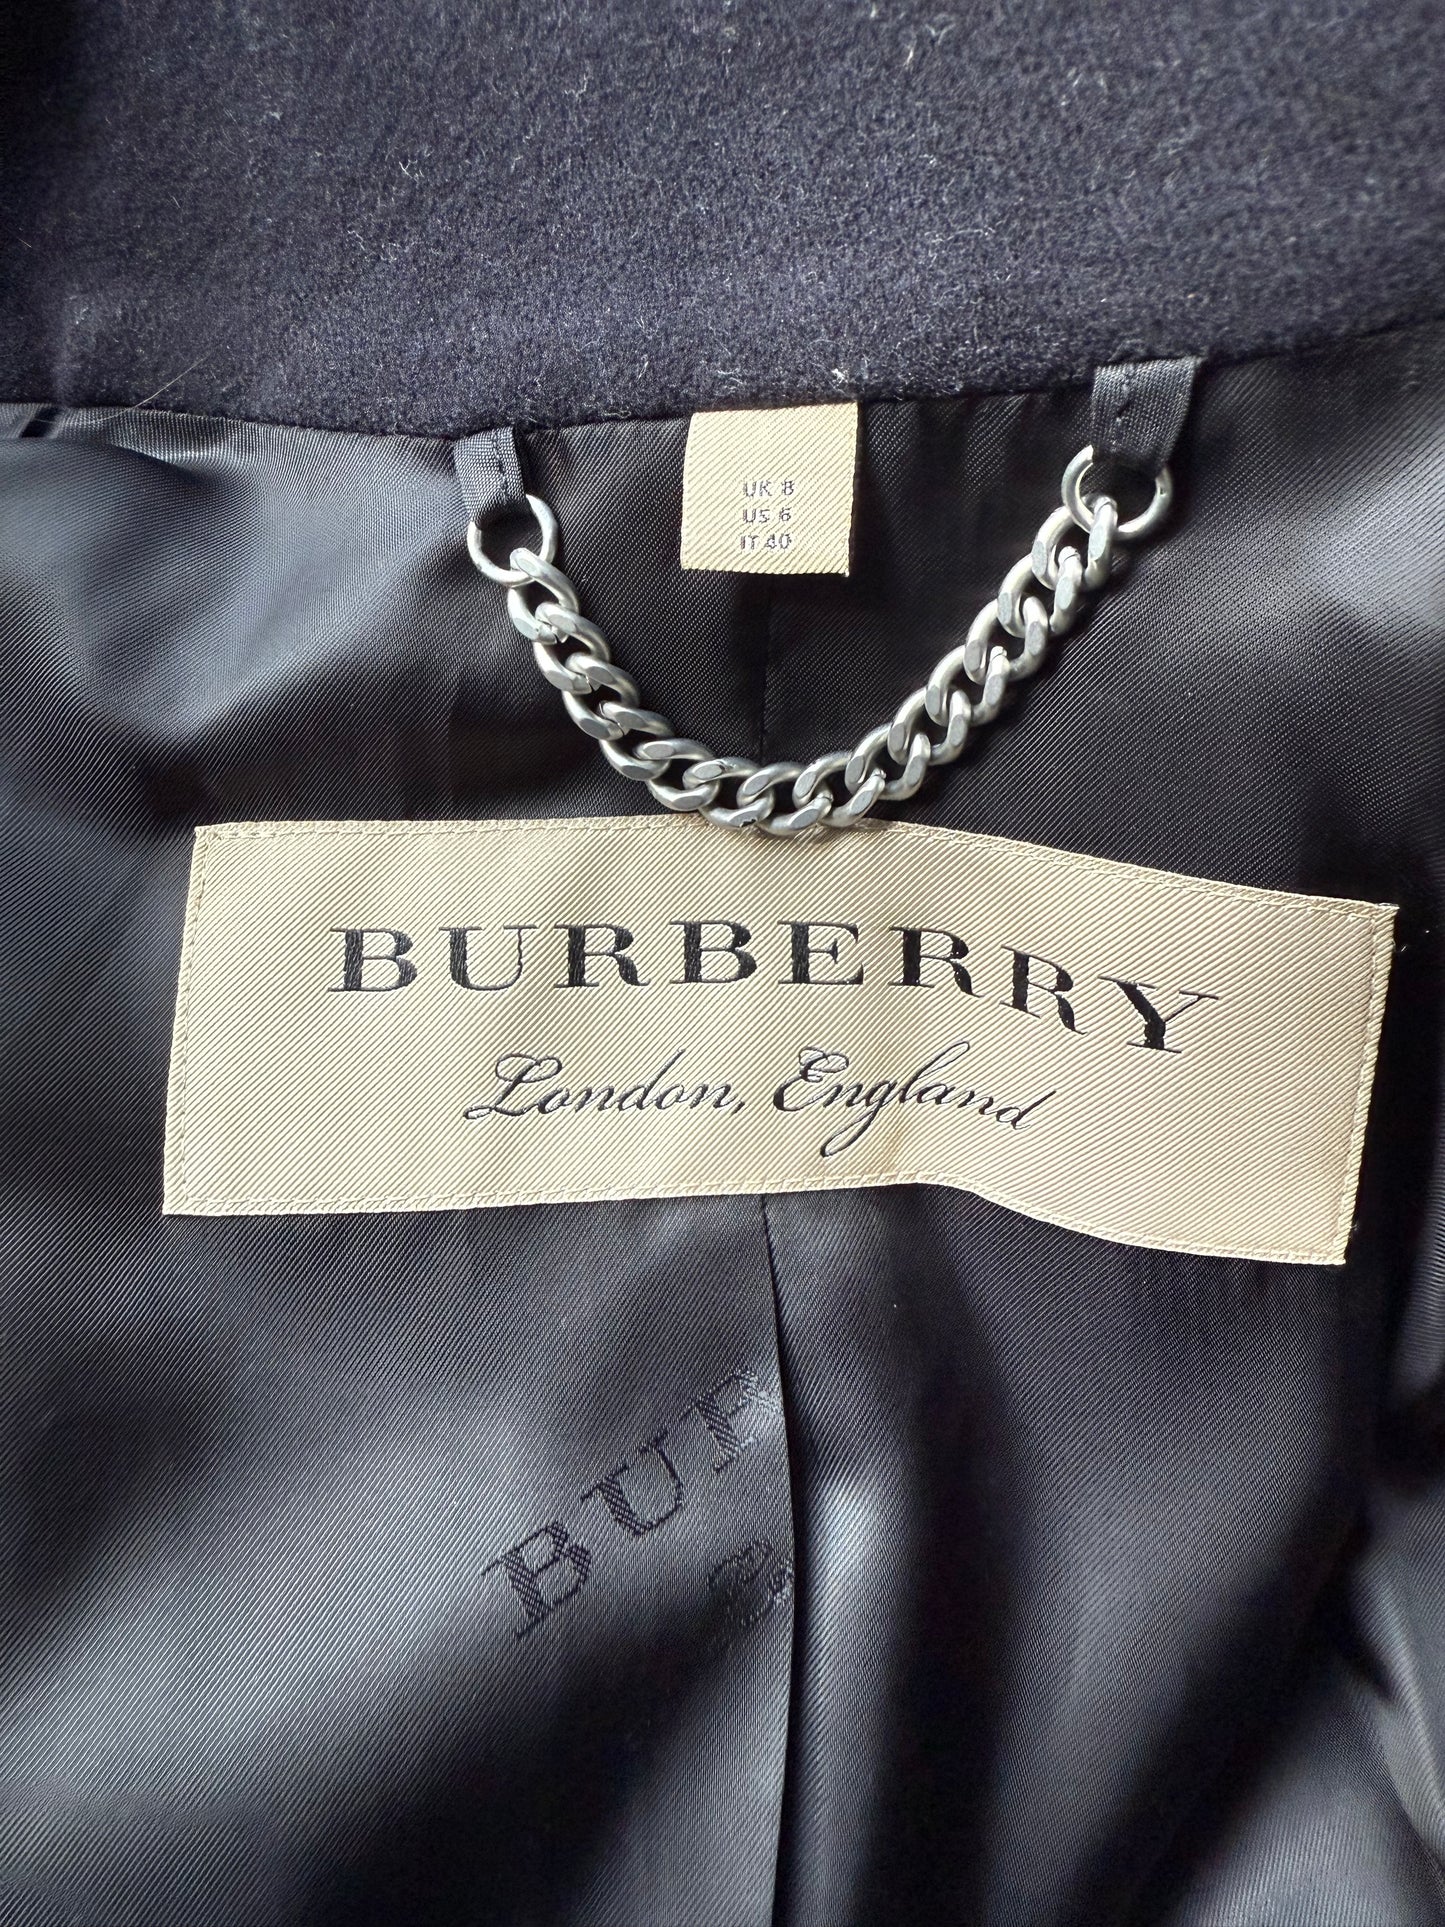 UK 8
US 6
IT 40
BURBERRY
London, England
BUR